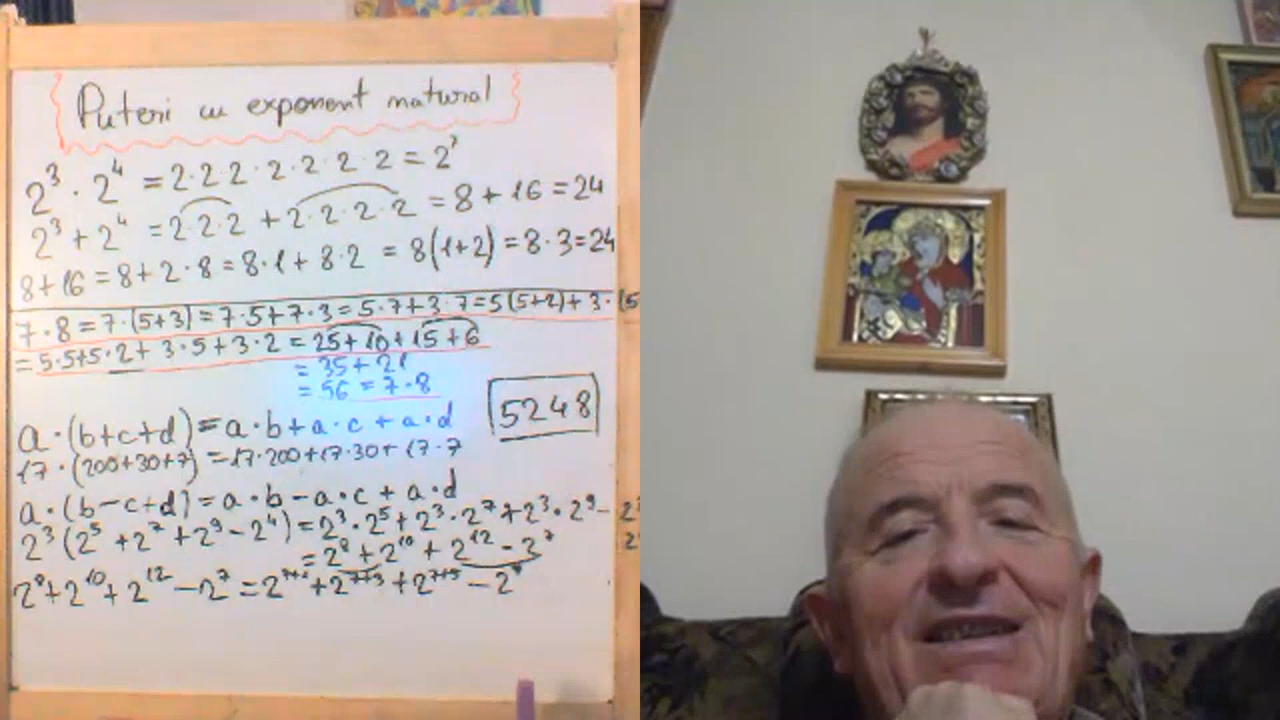 Puteri cu exponent natural
2³ · 2⁴ = 2·2·2·2·2·2·2 = 2⁷
2³ + 2⁴ = 2·2·2 + 2·2·2·2 = 8 + 16 = 24
8+16 = 8 + 2·8 = 8·1 + 8·2 = 8(1+2) = 8·3=24
7·8 = 7·(5+3) = 7·5+7·3 = 5·7+3·7=5(5+2)+3·(5
= 5·5+5·2+3·5+3·2 = 25+10+15+6
= 35 + 21
= 56 = 7·8
5248
a·(b+c+d) = a·b+a·c+a·d
17·(200+30+7) = 17·200+17·30+17·7
a·(b-c+d) = a·b-a·c+a·d
2³(2⁵+2⁷+2⁹-2⁴) = 2³·2⁵+2³·2⁷+2³·2⁹-
= 2⁸+2¹⁰+2¹²-2⁷
2⁸+2¹⁰+2¹²-2⁷ = 2⁷⁺¹+2⁷⁺³+2⁷⁺⁵-2⁷